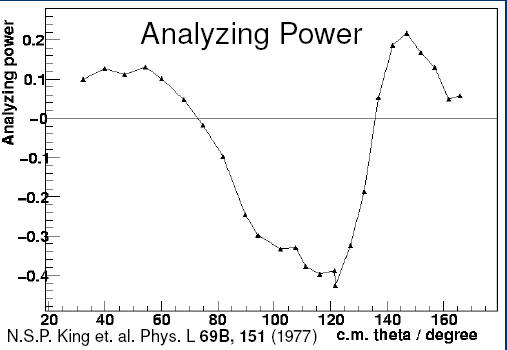 Analyzing Power
Analyzing power
0.2
0.1
-0
-0.1
-0.2
-0.3
-0.4
20 40 60 80 100 120 140 160
N.S.P. King et. al. Phys. L 69B, 151 (1977) c.m. theta / degree